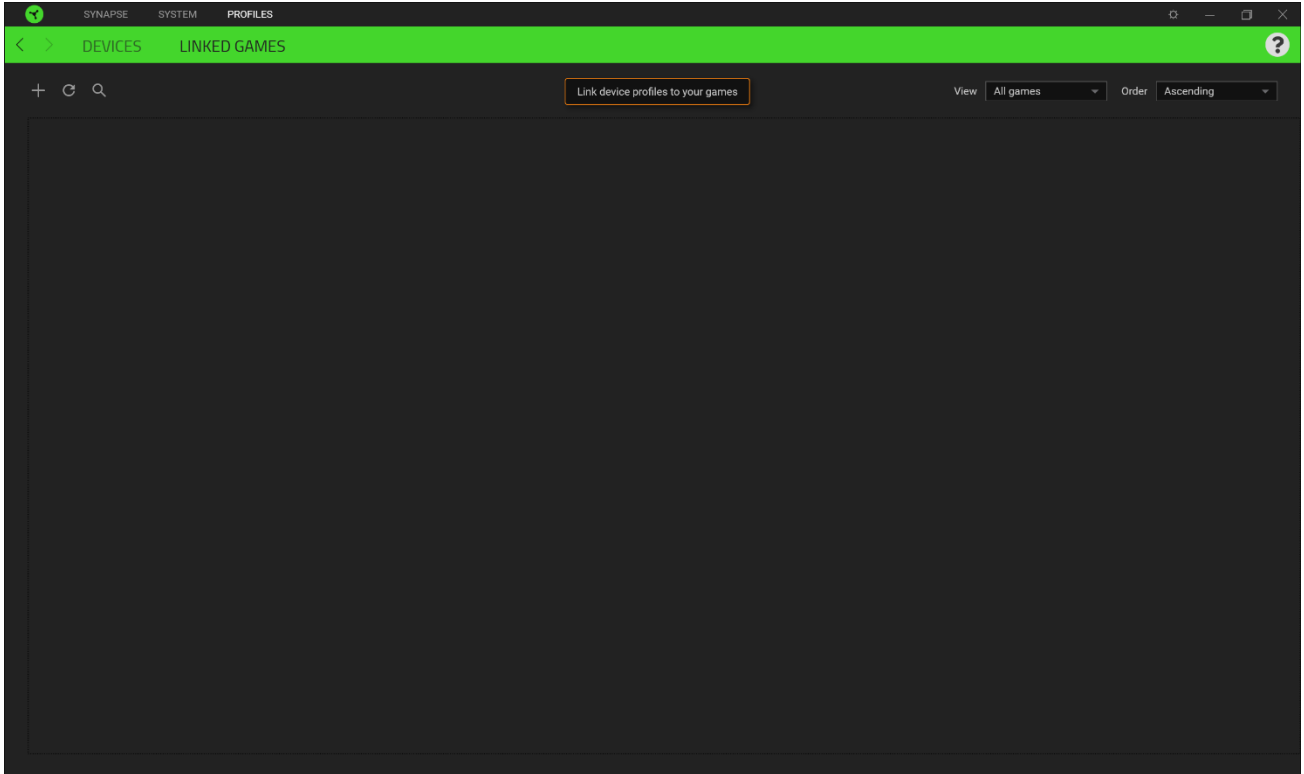 SYNAPSE SYSTEM PROFILES
DEVICES LINKED GAMES ?
Link device profiles to your games View All games Order Ascending